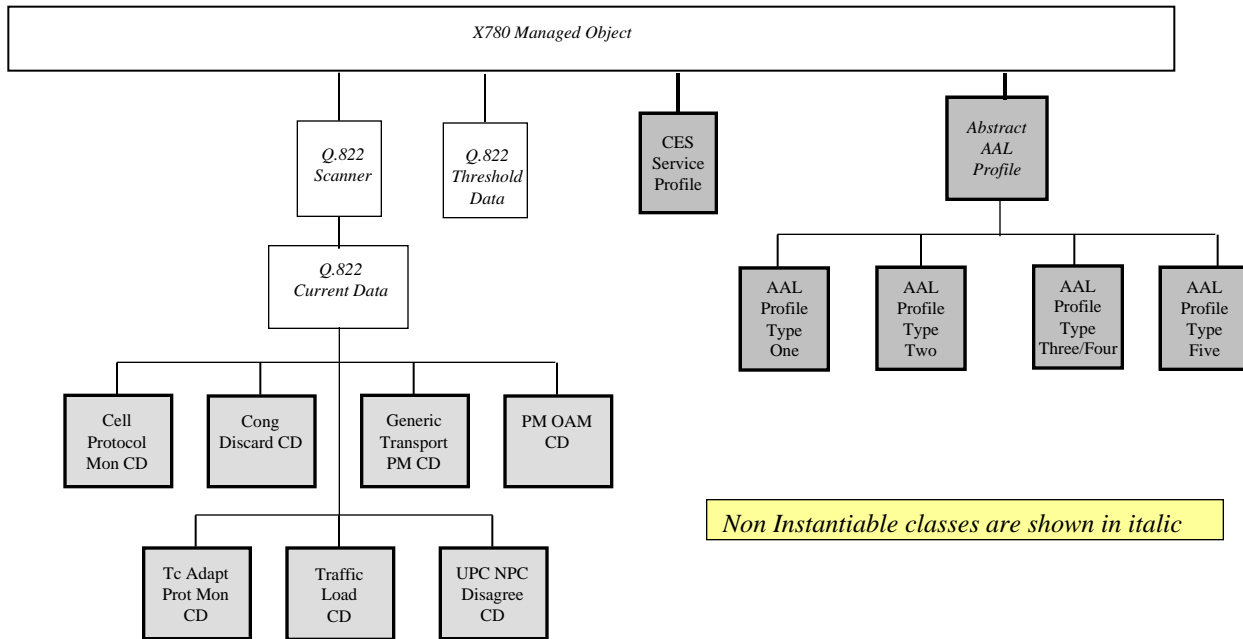 X780 Managed Object
Q.822
Scanner
Q.822
Threshold
Data
CES
Service
Profile
Abstract
AAL
Profile
Q.822
Current Data
AAL
Profile
Type
One
AAL
Profile
Type
Two
AAL
Profile
Type
Three/Four
AAL
Profile
Type
Five
Cell
Protocol
Mon CD
Cong
Discard CD
Generic
Transport
PM CD
PM OAM
CD
Non Instantiable classes are shown in italic
Tc Adapt
Prot Mon
CD
Traffic
Load
CD
UPC NPC
Disagree
CD